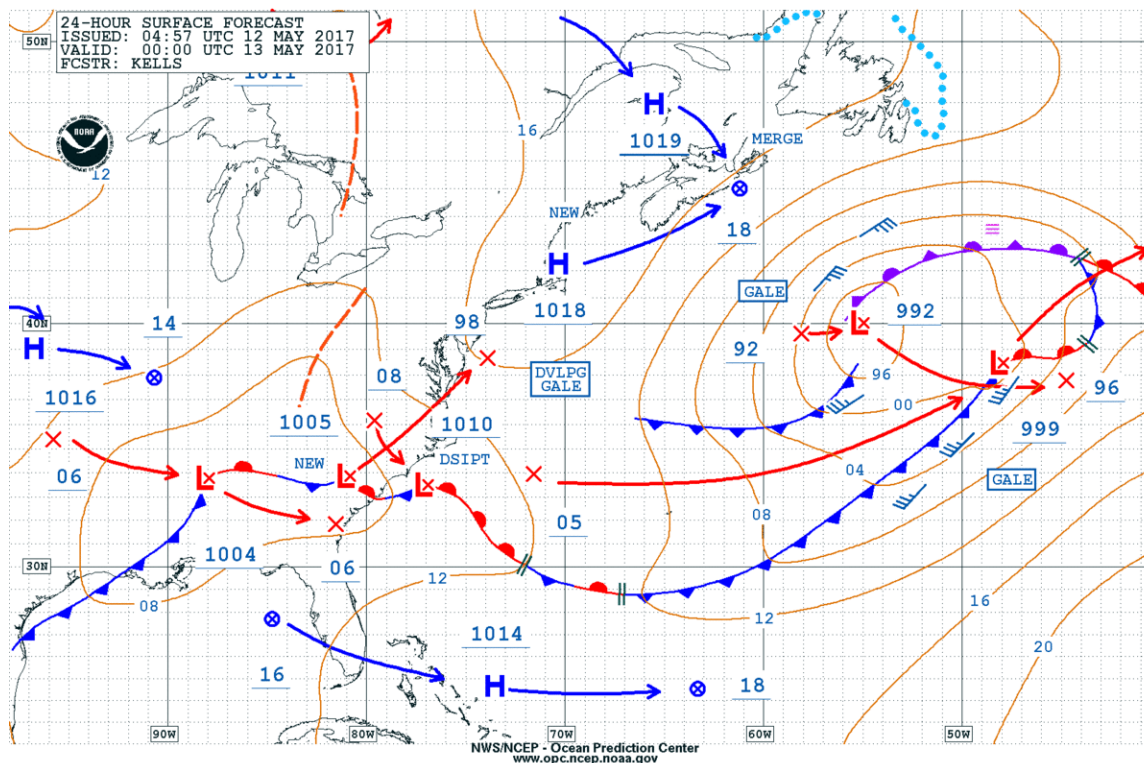 24-HOUR SURFACE FORECAST
ISSUED: 04:57 UTC 12 MAY 2017
VALID: 00:00 UTC 13 MAY 2017
FCSTR: KELLS
50N
1011
NOAA
H
16
1019
MERGE
12
NEW
18
12
H
08
GALE
40N
14
98
1018
L
992
H
92
DVLPG
GALE
L
08
96
96
1016
00
1005
1010
999
NEW
DSIPT
06
L
L
L
04
GALE
05
08
1004
06
30N
12
08
12
16
1014
20
16
H
18
90W
80W
70W
60W
50W
NWS/NCEP - Ocean Prediction Center
www.opc.ncep.noaa.gov